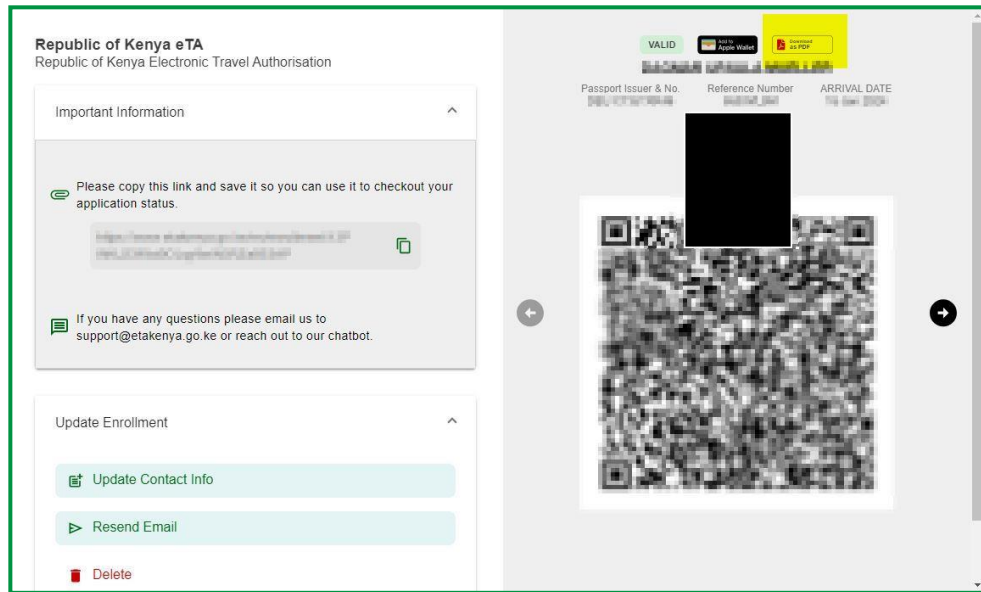 Republic of Kenya eTA
Republic of Kenya Electronic Travel Authorisation
Important Information
Please copy this link and save it so you can use it to checkout your
application status.
If you have any questions please email us to
support@etakenya.go.ke or reach out to our chatbot.
Update Enrollment
Update Contact Info
Resend Email
Delete
VALID
Add to
Apple Wallet
Download
as PDF
Passport Issuer & No.
Reference Number
ARRIVAL DATE